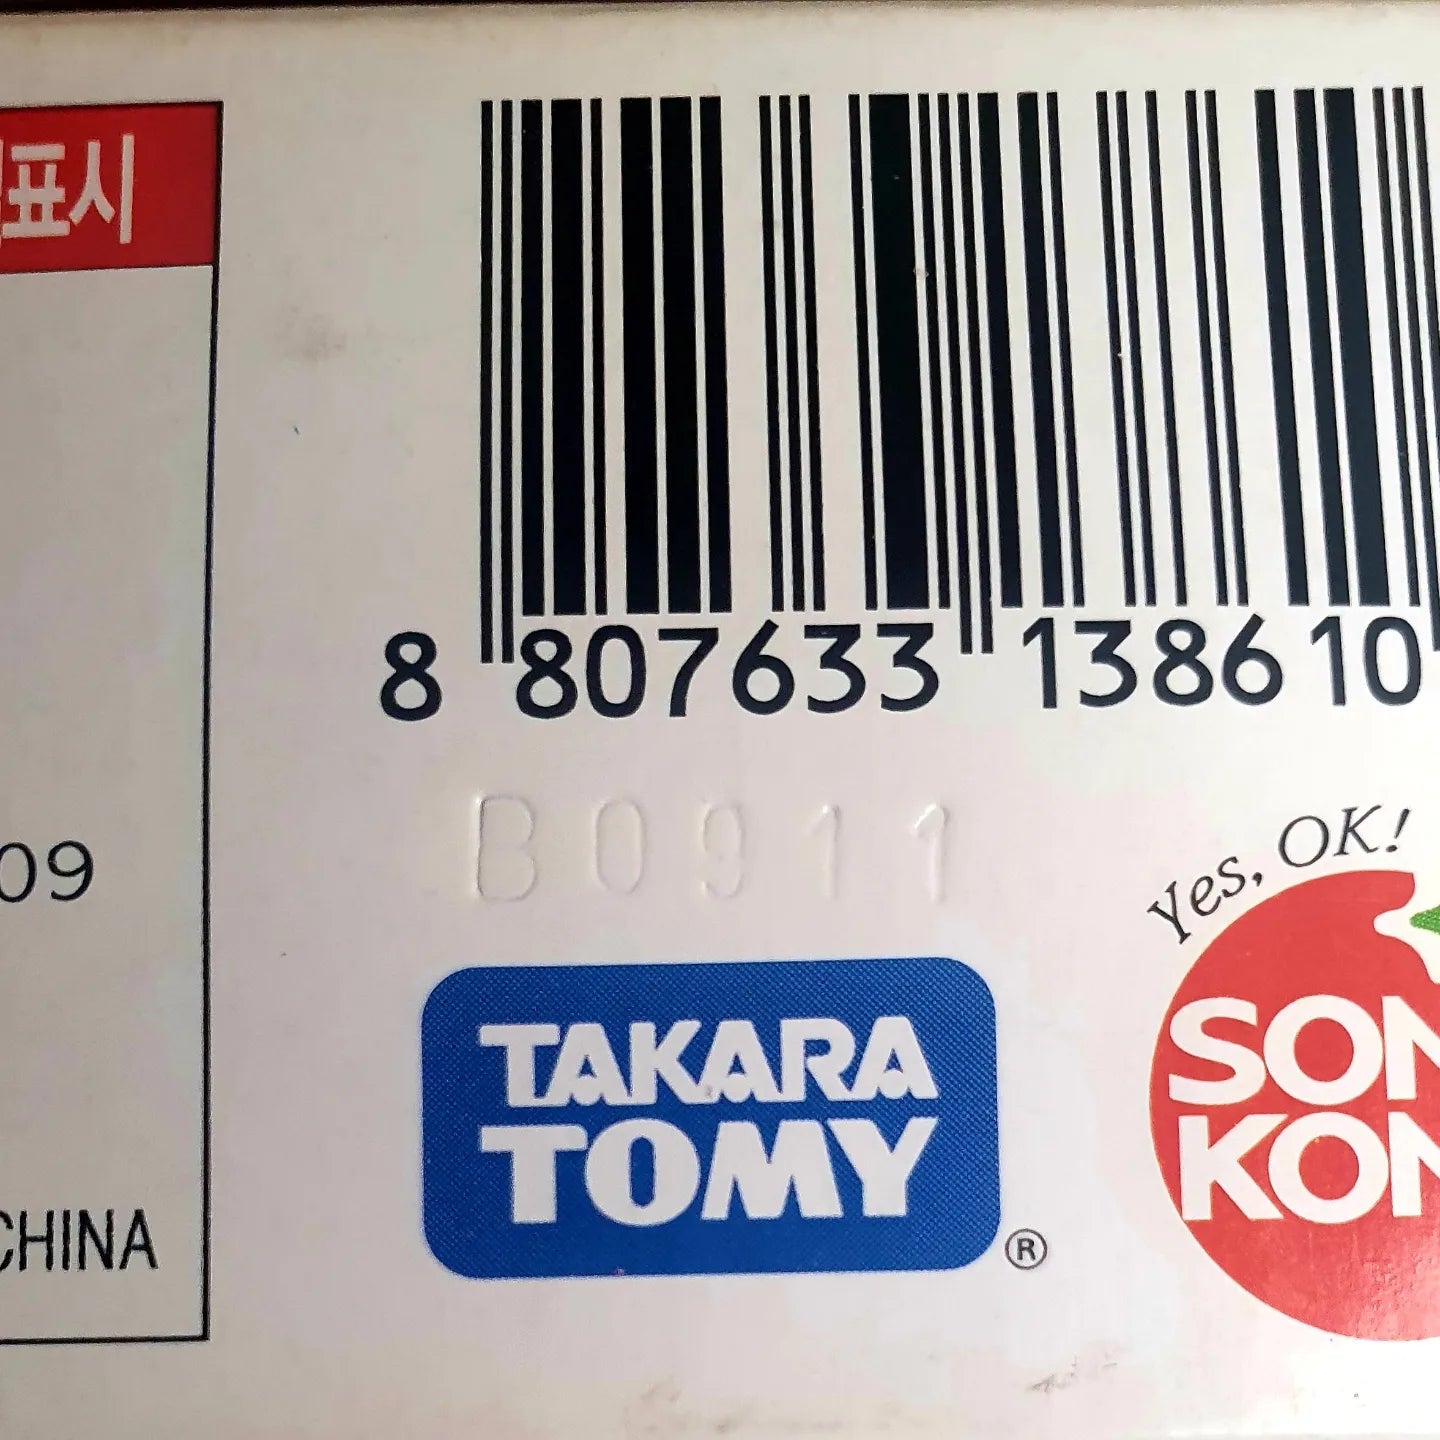 표시
8 807633 138610
B0911
09
Yes, OK!
TAKARA
TOMY
®
SON
KON
CHINA